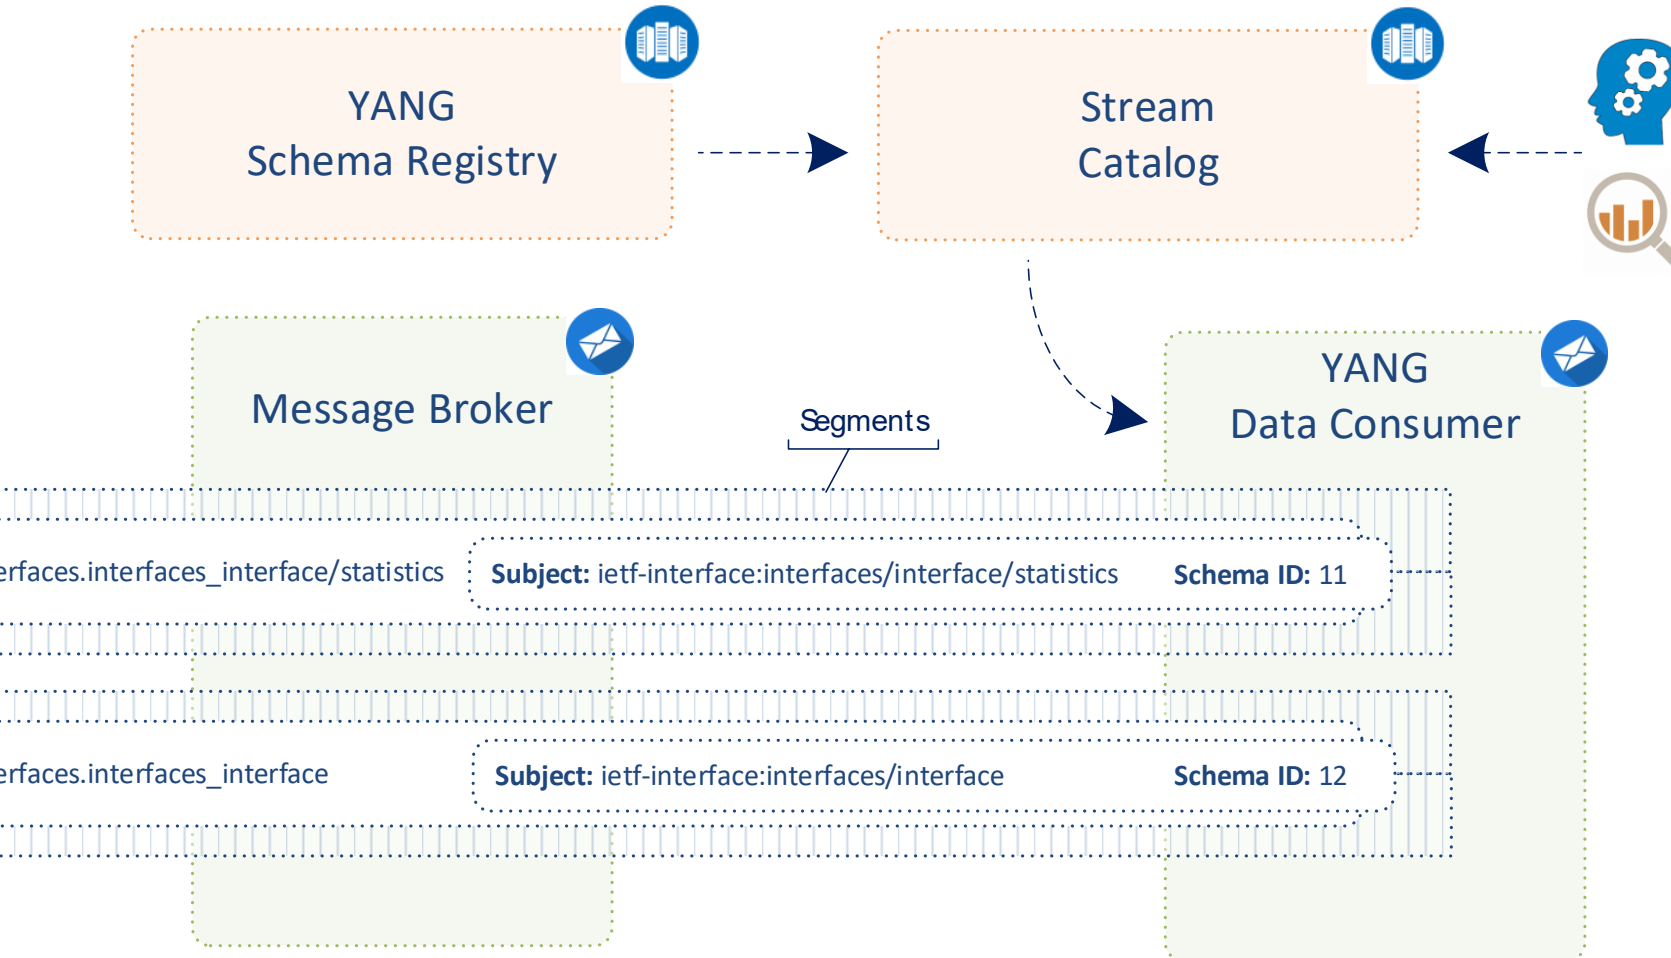 YANG
Schema Registry
Stream
Catalog
Message Broker
Segments
YANG
Data Consumer
erfaces.interfaces_interface/statistics
Subject: ietf-interface:interfaces/interface/statistics Schema ID: 11
erfaces.interfaces_interface
Subject: ietf-interface:interfaces/interface Schema ID: 12